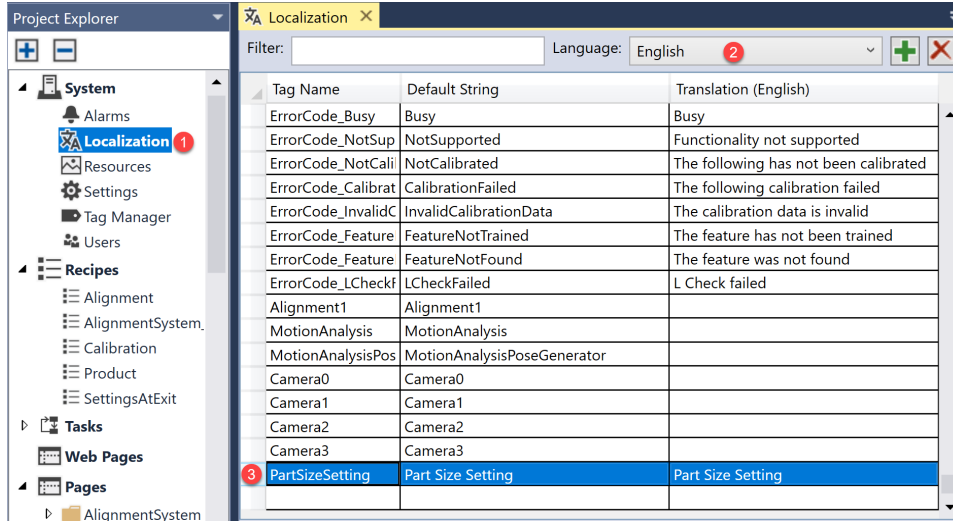 Project Explorer
Localization
Filter:
Language: English 2
System
Alarms
Localization 1
Resources
Settings
Tag Manager
Users
Recipes
Alignment
AlignmentSystem_
Calibration
Product
SettingsAtExit
Tasks
Web Pages
Pages
AlignmentSystem
Tag Name Default String Translation (English)
ErrorCode_Busy Busy Busy
ErrorCode_NotSup NotSupported Functionality not supported
ErrorCode_NotCali NotCalibrated The following has not been calibrated
ErrorCode_Calibrat CalibrationFailed The following calibration failed
ErrorCode_InvalidC InvalidCalibrationData The calibration data is invalid
ErrorCode_Feature FeatureNotTrained The feature has not been trained
ErrorCode_Feature FeatureNotFound The feature was not found
ErrorCode_LCheckF LCheckFailed L Check failed
Alignment1 Alignment1
MotionAnalysis MotionAnalysis
MotionAnalysisPos MotionAnalysisPoseGenerator
Camera0 Camera0
Camera1 Camera1
Camera2 Camera2
Camera3 Camera3
3 PartSizeSetting Part Size Setting Part Size Setting